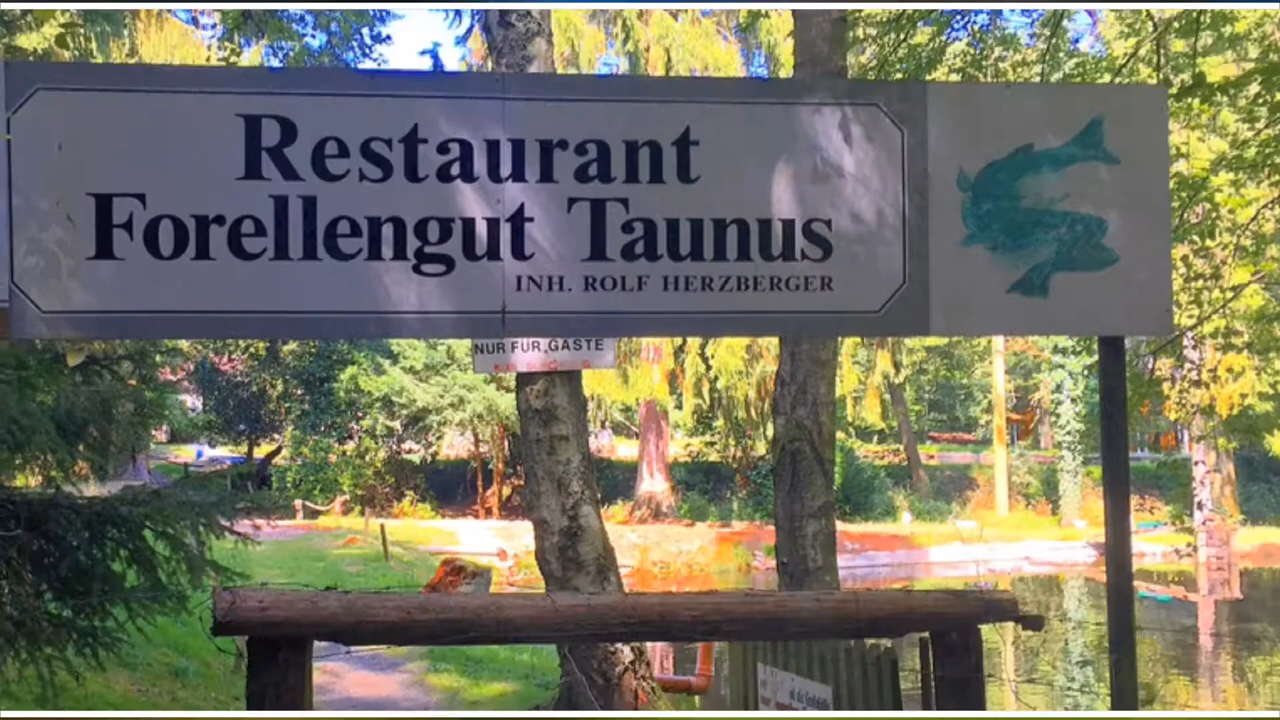 Restaurant
Forellengut Taunus
INH. ROLF HERZBERGER
NUR FÜR GÄSTE